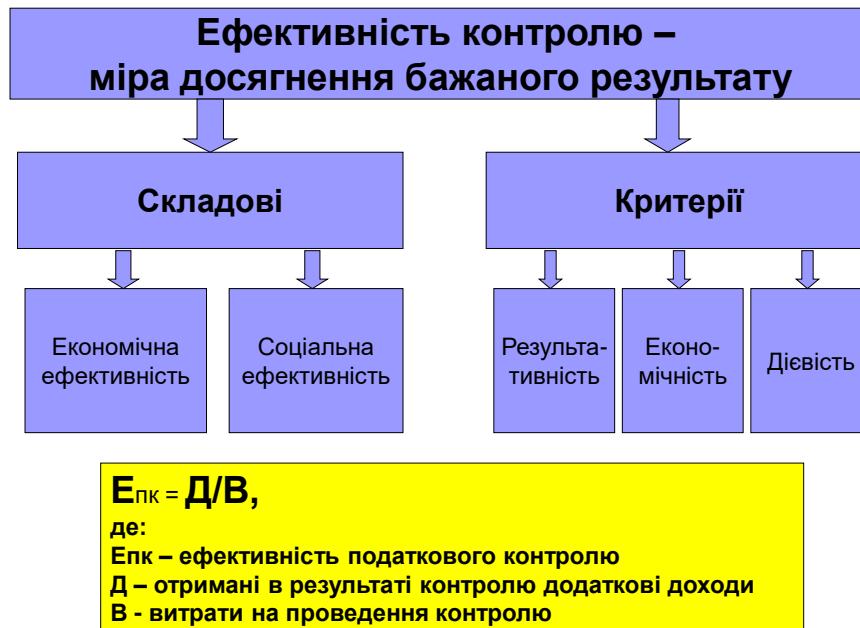 Ефективність контролю –
міра досягнення бажаного результату
Складові
Критерії
Економічна
ефективність
Соціальна
ефективність
Результа-
тивність
Еконо-
мічність
Дієвість
Епк = Д/В,
де:
Епк – ефективність податкового контролю
Д – отримані в результаті контролю додаткові доходи
В - витрати на проведення контролю